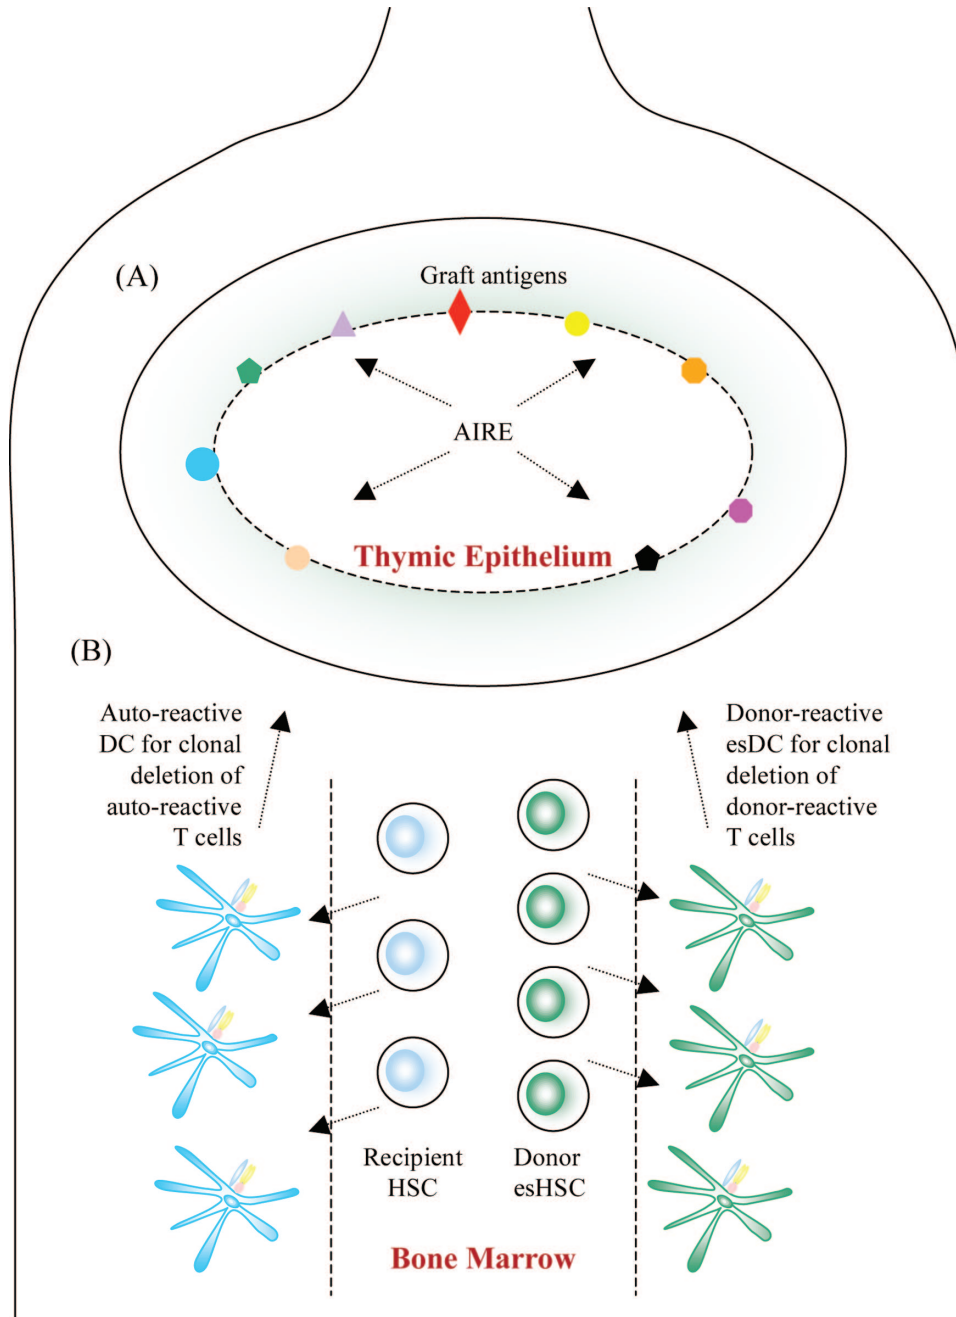 (A)
Graft antigens
AIRE
Thymic Epithelium
(B)
Auto-reactive
DC for clonal
deletion of
auto-reactive
T cells
Donor-reactive
esDC for clonal
deletion of
donor-reactive
T cells
Recipient
HSC
Donor
esHSC
Bone Marrow